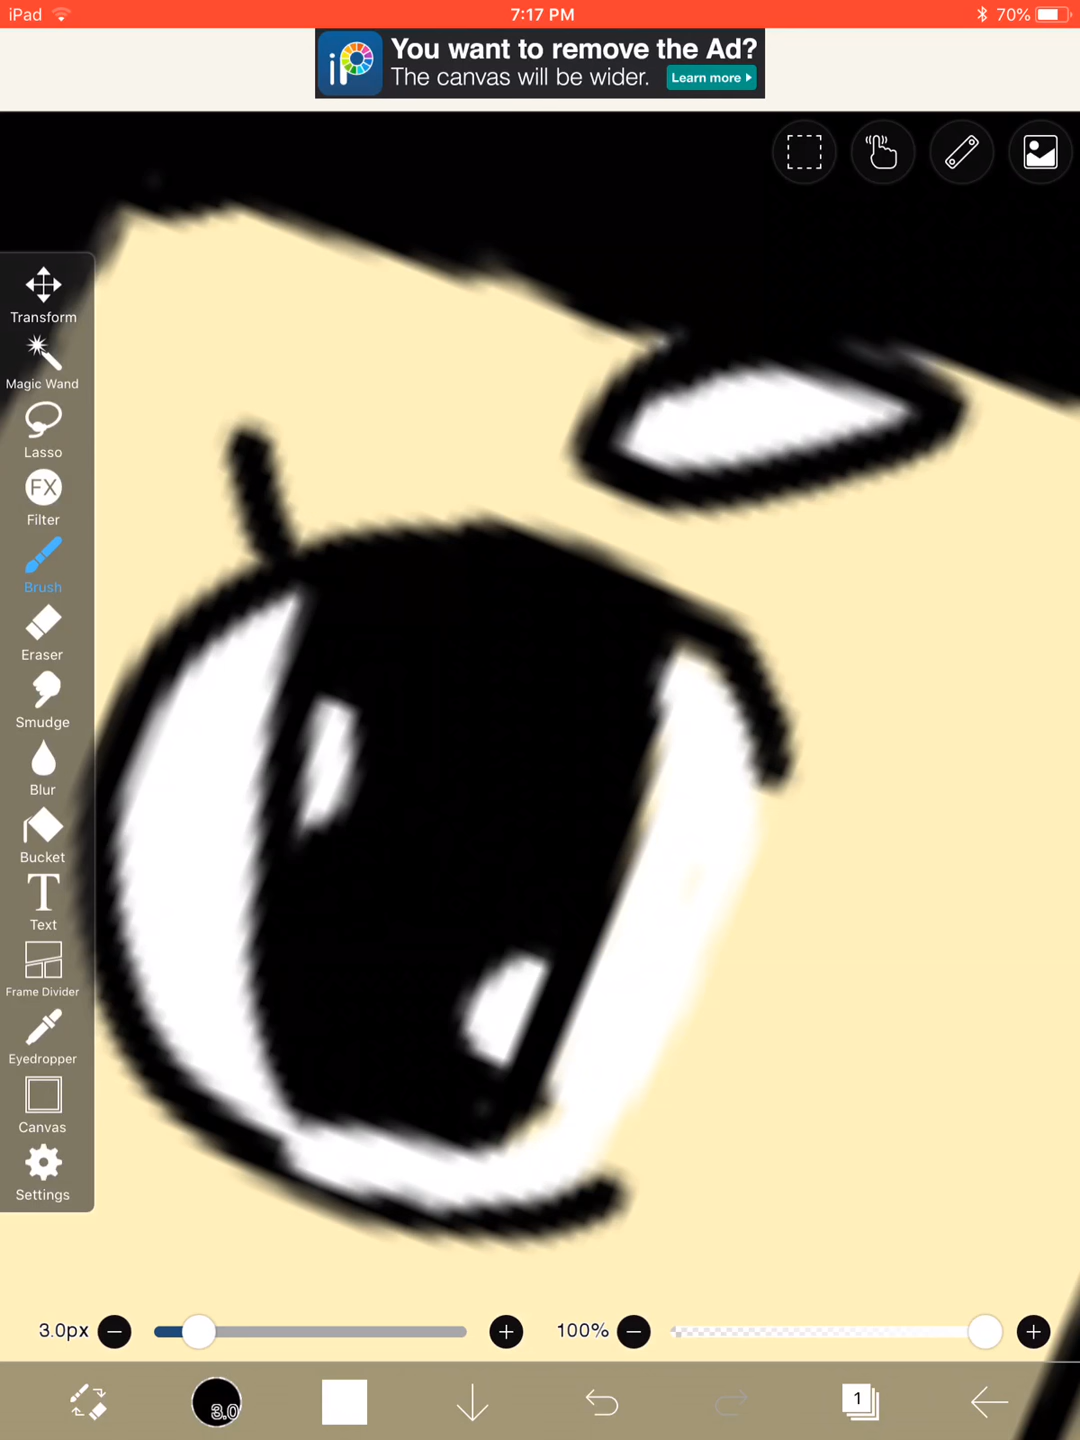 iPad
7:17 PM
70%
iP
You want to remove the Ad?
The canvas will be wider.
Learn more
Transform
Magic Wand
Lasso
FX
Filter
Brush
Eraser
Smudge
Blur
Bucket
T
Text
Frame Divider
Eyedropper
Canvas
Settings
3.0px
100%
3.0
1